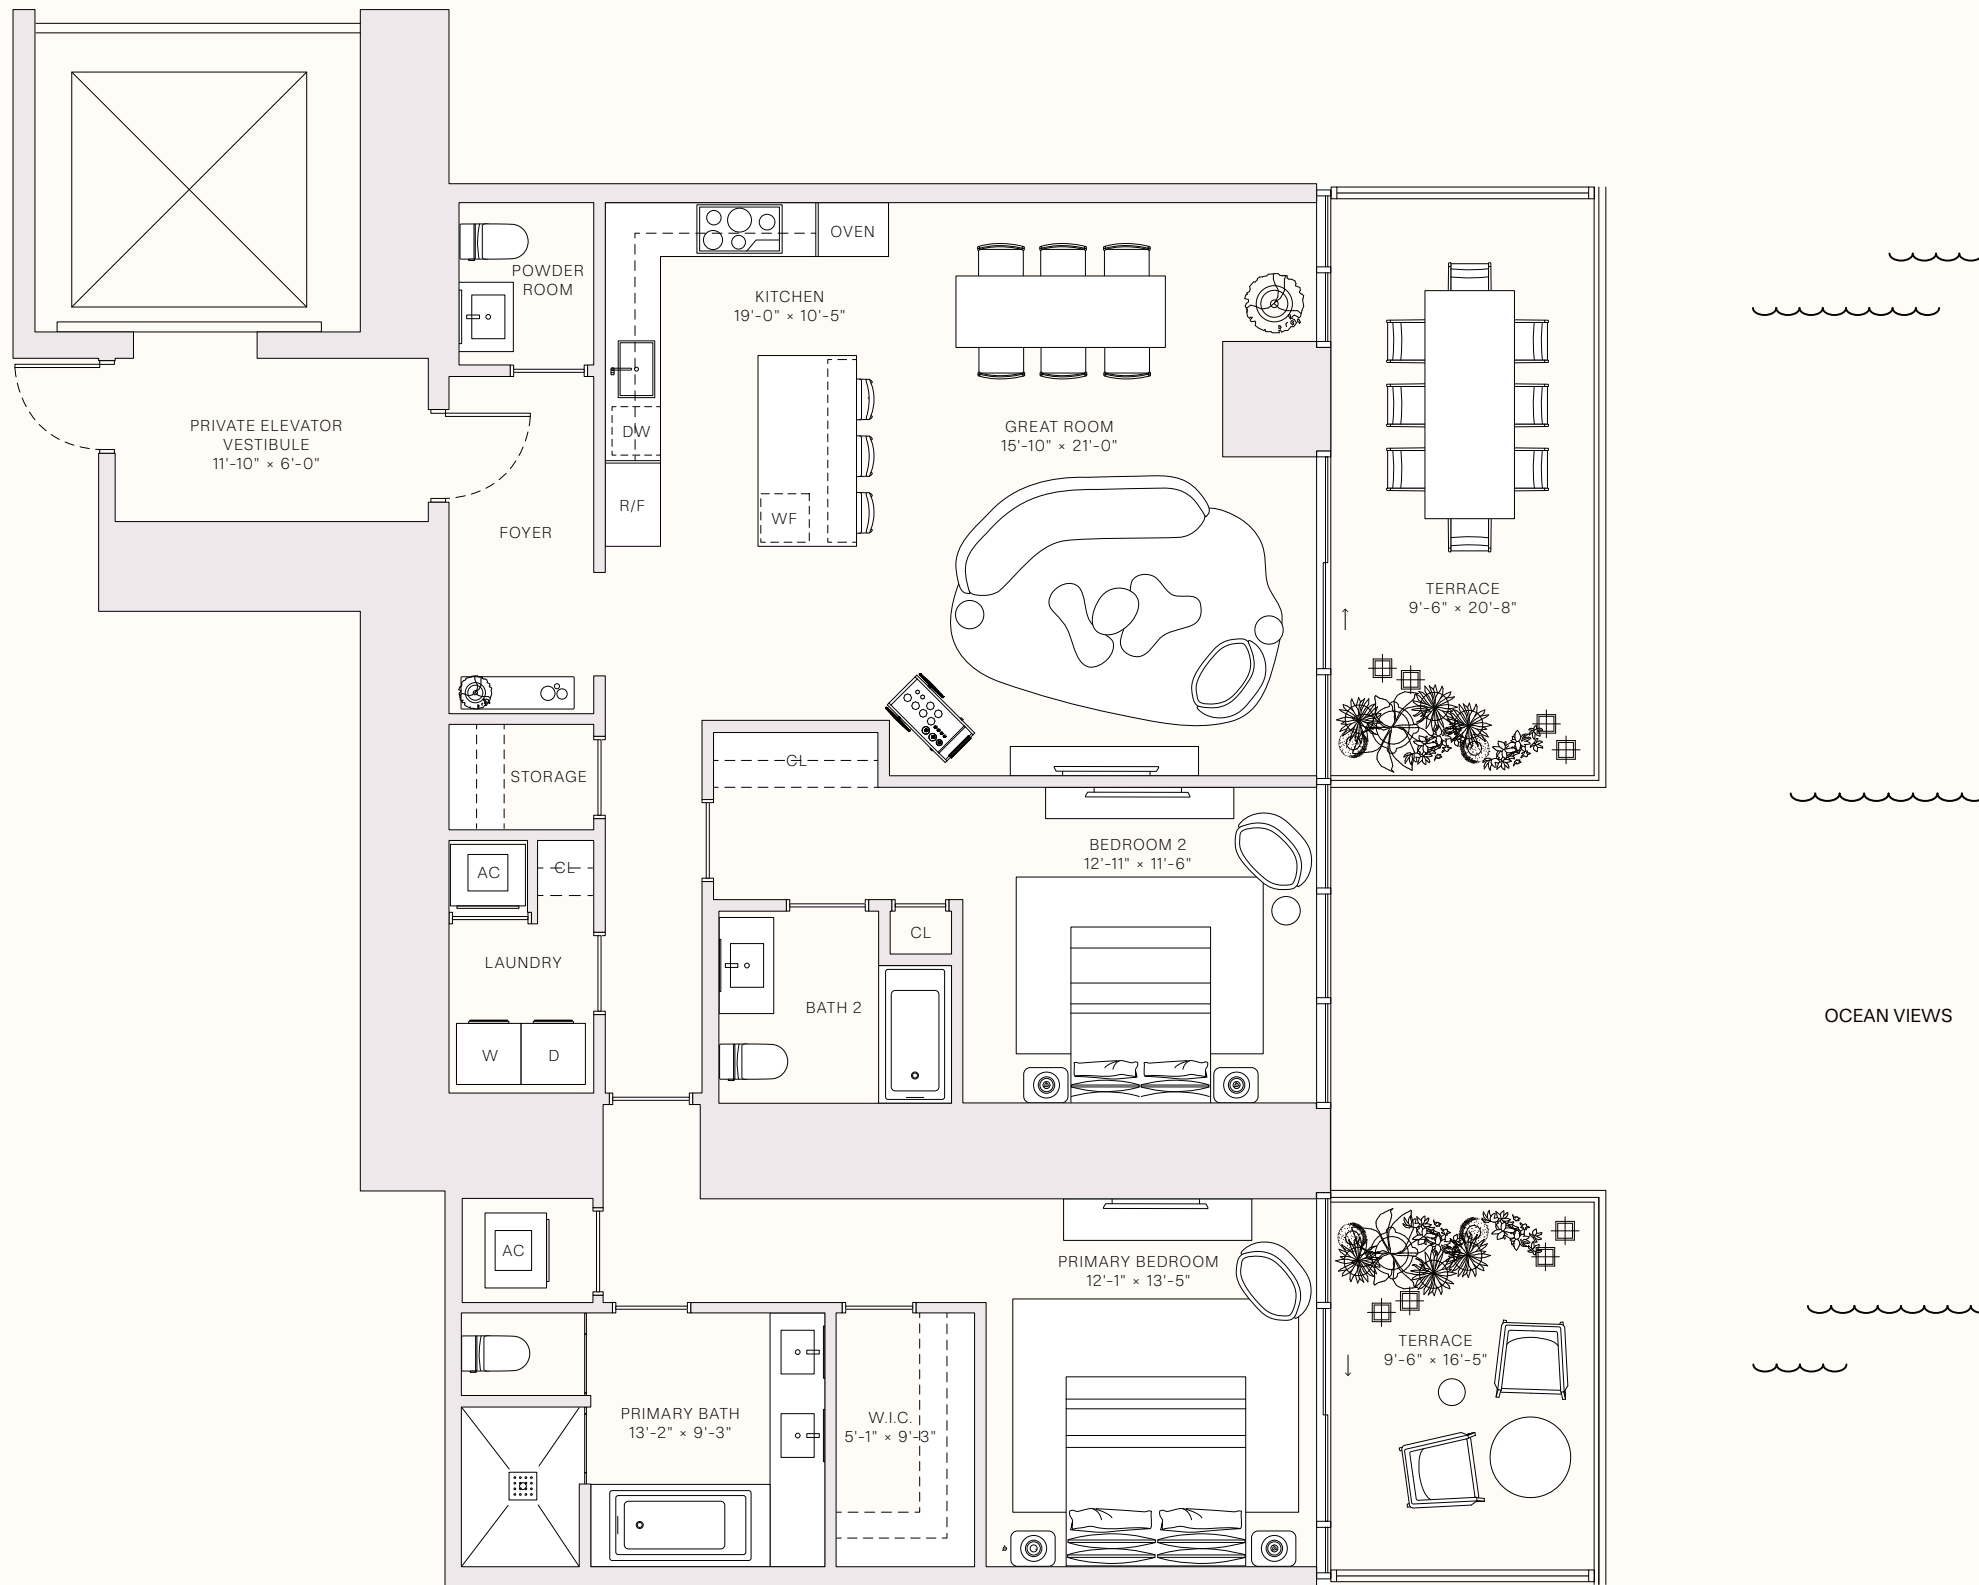 OVEN
POWDER
ROOM
KITCHEN
19'-0" × 10'-5"
PRIVATE ELEVATOR
VESTIBULE
11'-10" × 6'-0"
DW
GREAT ROOM
15'-10" × 21'-0"
R/F
WF
FOYER
TERRACE
9'-6" × 20'-8"
CL
STORAGE
BEDROOM 2
12'-11" × 11'-6"
AC
CL
CL
LAUNDRY
BATH 2
OCEAN VIEWS
W
D
AC
PRIMARY BEDROOM
12'-1" × 13'-5"
TERRACE
9'-6" × 16'-5"
PRIMARY BATH
13'-2" × 9'-3"
W.I.C.
5'-1" × 9'-3"